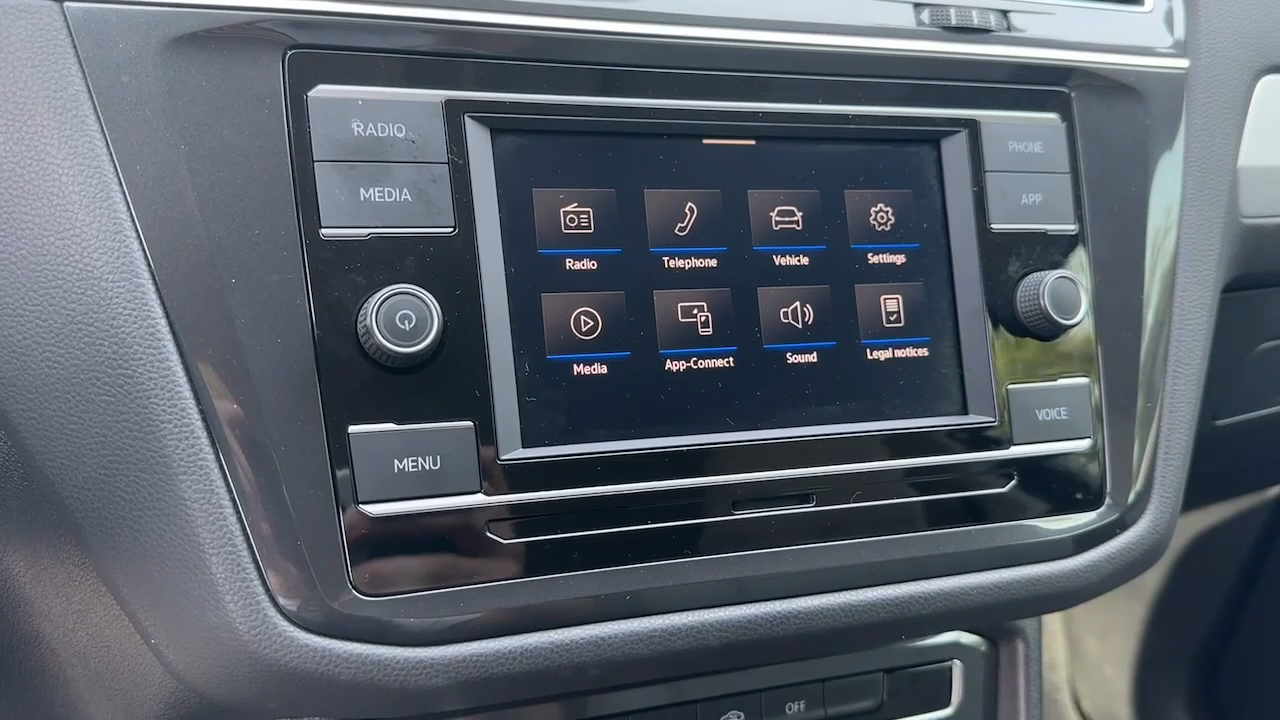 RADIO
MEDIA
MENU
Radio
Telephone
Vehicle
Settings
Media
App-Connect
Sound
Legal notices
PHONE
APP
VOICE
OFF